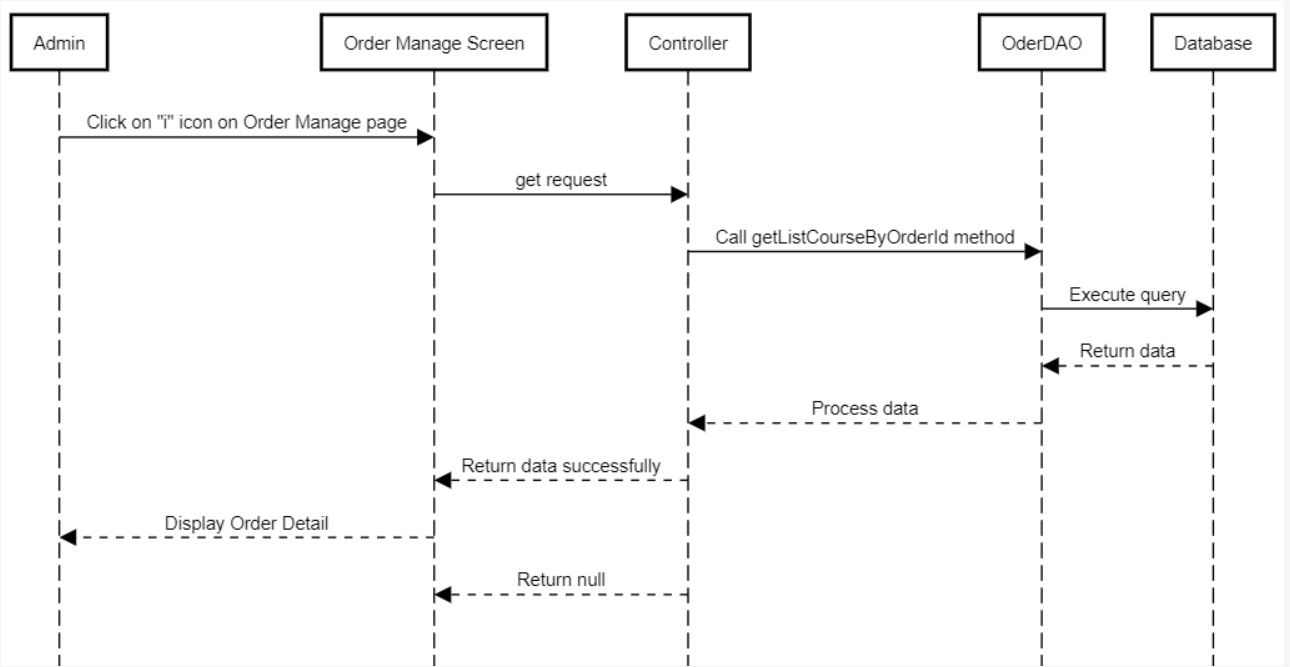 Admin
Order Manage Screen
Controller
OderDAO
Database
Click on "i" icon on Order Manage page
get request
Call getListCourseByOrderId method
Execute query
Return data
Process data
Return data successfully
Display Order Detail
Return null